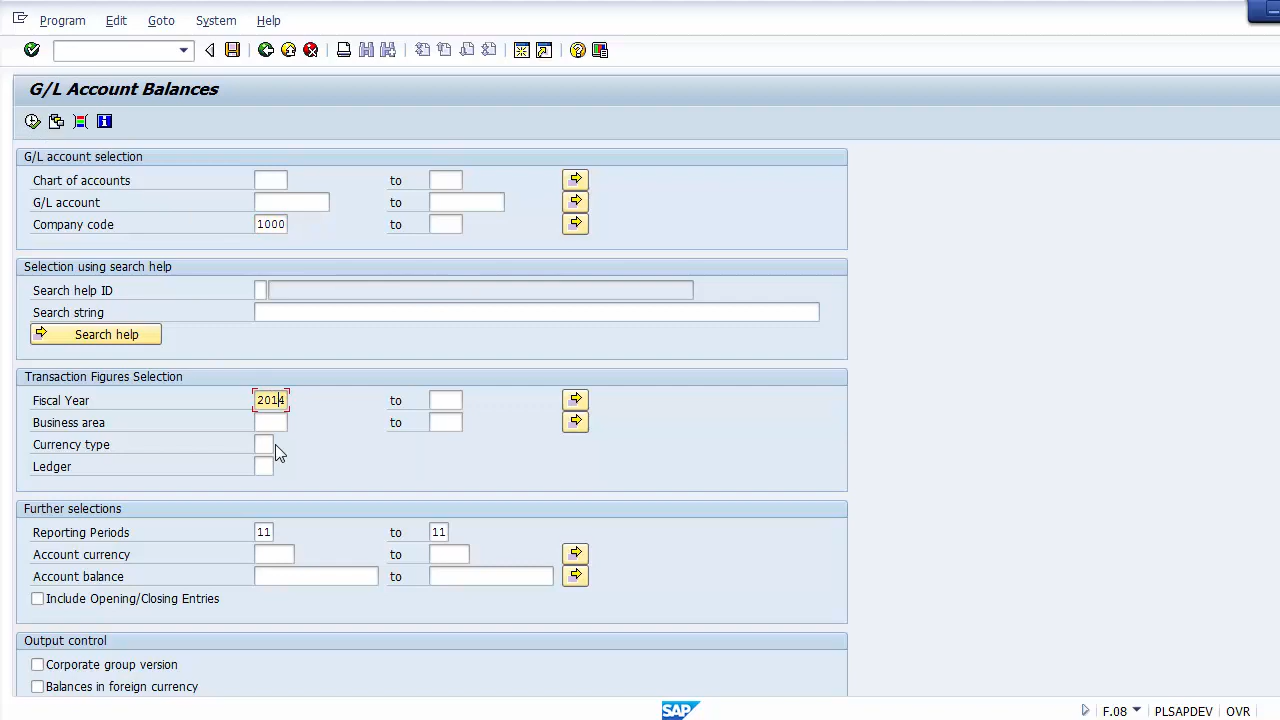 Program Edit Goto System Help
G/L Account Balances
G/L account selection
Chart of accounts to
G/L account to
Company code 1000 to
Selection using search help
Search help ID
Search string
Search help
Transaction Figures Selection
Fiscal Year 2014 to
Business area to
Currency type
Ledger
Further selections
Reporting Periods 11 to 11
Account currency to
Account balance to
Include Opening/Closing Entries
Output control
Corporate group version
Balances in foreign currency
SAP F.08 PLSAPDEV OVR